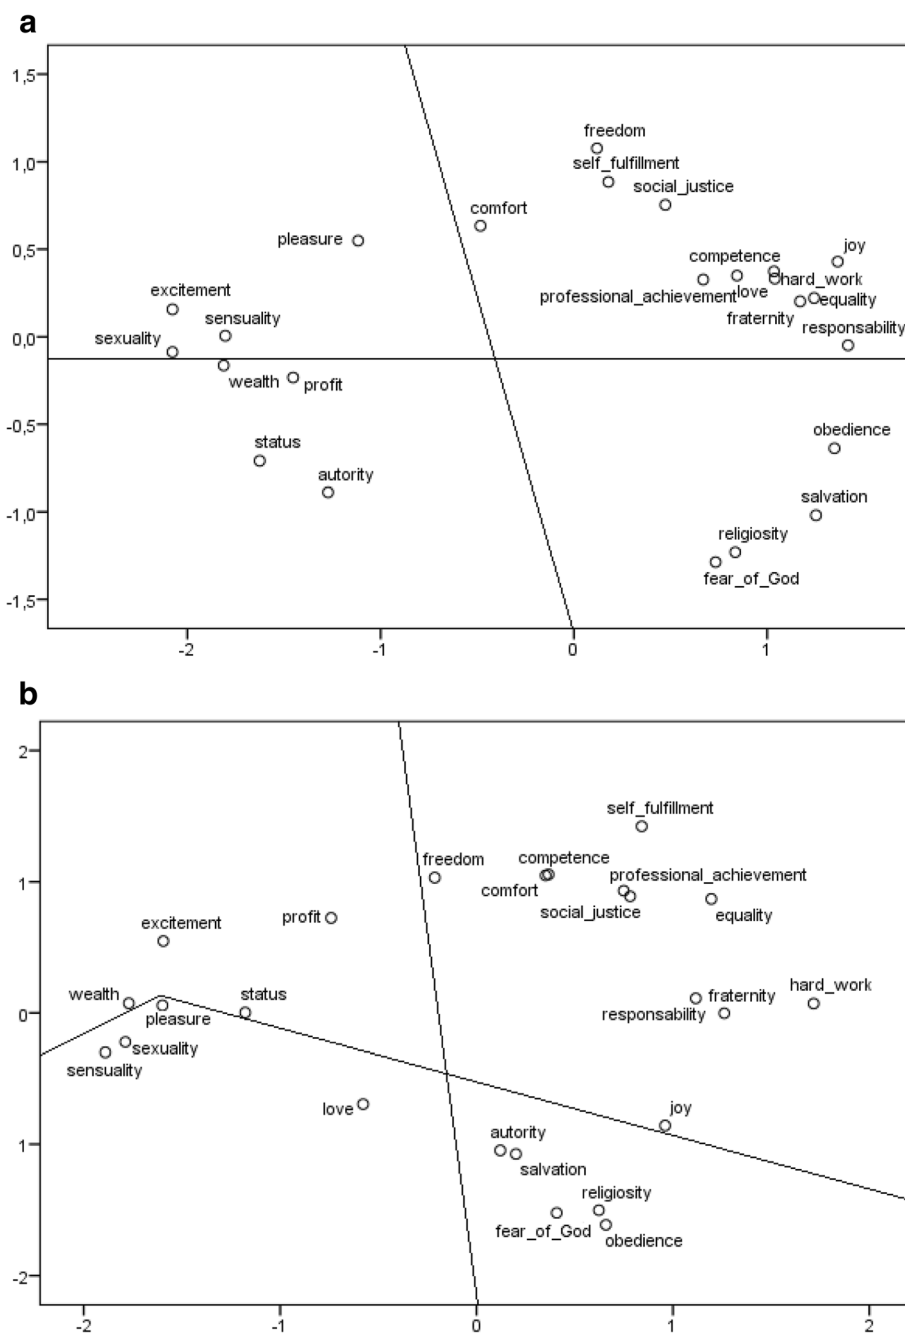 a
1,5
freedom
1,0
self_fulfillment
social_justice
comfort
0,5
pleasure
competence
joy
professional_achievement
love
hard_work
excitement
equality
sensuality
fraternity
0,0
sexuality
responsability
wealth
profit
-0,5
status
obedience
autority
salvation
-1,0
religiosity
fear_of_God
-1,5
-2 -1 0 1
b
2
self_fulfillment
freedom
competence
1
comfort
professional_achievement
profit
social_justice
equality
excitement
wealth
status
fraternity
hard_work
0
pleasure
responsability
sexuality
sensuality
love
joy
1
autority
salvation
religiosity
fear_of_God
obedience
-2
-2 -1 0 1 2